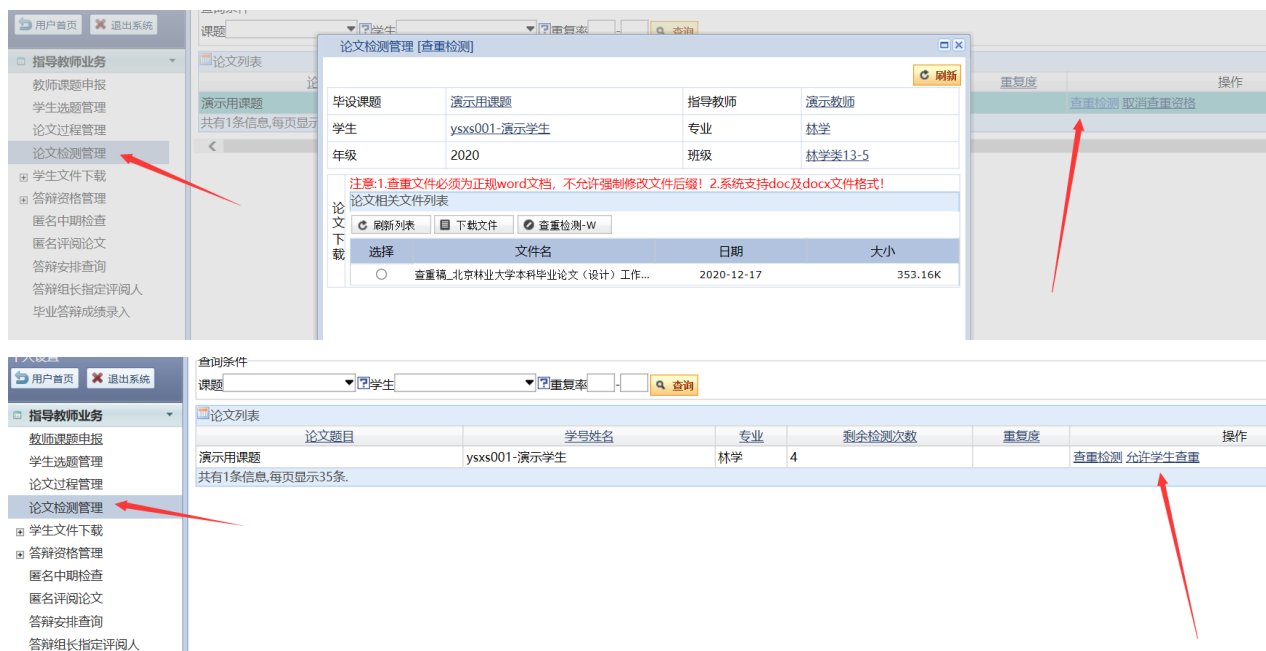 查询条件
用户首页 退出系统
课题 学生 重复率 - 查询
论文检测管理 [查重检测]
刷新
指导教师业务
论文列表
重复度 操作
教师课题申报
毕设课题 演示用课题 指导教师 演示教师
演示用课题
查重检测 取消查重资格
学生选题管理
共有1条信息,每页显示
学生 ysxs001-演示学生 专业 林学
论文过程管理
年级 2020 班级 林学类13-5
论文检测管理
学生文件下载
注意:1.查重文件必须为正规word文档，不允许强制修改文件后缀！2.系统支持doc及docx文件格式!
论文下载
论文相关文件列表
答辩资格管理
匿名中期检查
刷新列表 下载文件 查重检测-W
匿名评阅论文
选择 文件名 日期 大小
答辩安排查询
查重稿_北京林业大学本科毕业论文（设计）工作... 2020-12-17 353.16K
答辩组长指定评阅人
毕业答辩成绩录入
个人设置
查询条件
用户首页 退出系统
课题 学生 重复率 - 查询
指导教师业务
论文列表
教师课题申报
论文题目 学号姓名 专业 剩余检测次数 重复度 操作
学生选题管理
演示用课题 ysxs001-演示学生 林学 4 查重检测 允许学生查重
论文过程管理
共有1条信息,每页显示35条.
论文检测管理
学生文件下载
答辩资格管理
匿名中期检查
匿名评阅论文
答辩安排查询
答辩组长指定评阅人